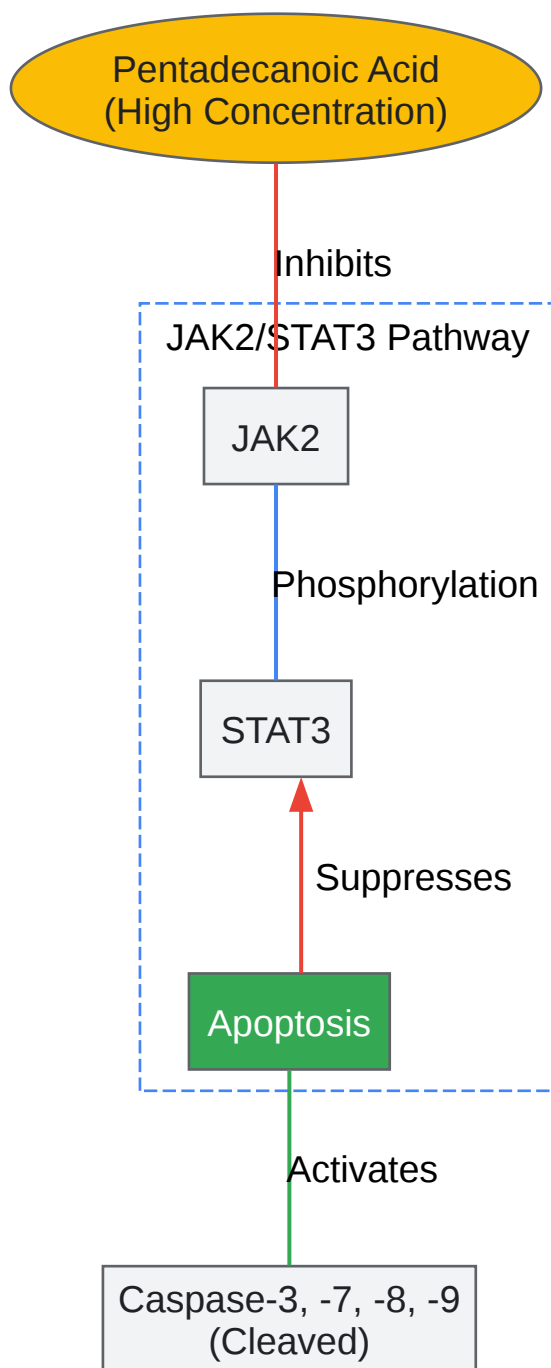 Pentadecanoic Acid
(High Concentration)
Inhibits
JAK2/STAT3 Pathway
JAK2
Phosphorylation
STAT3
Suppresses
Apoptosis
Activates
Caspase-3, -7, -8, -9
(Cleaved)